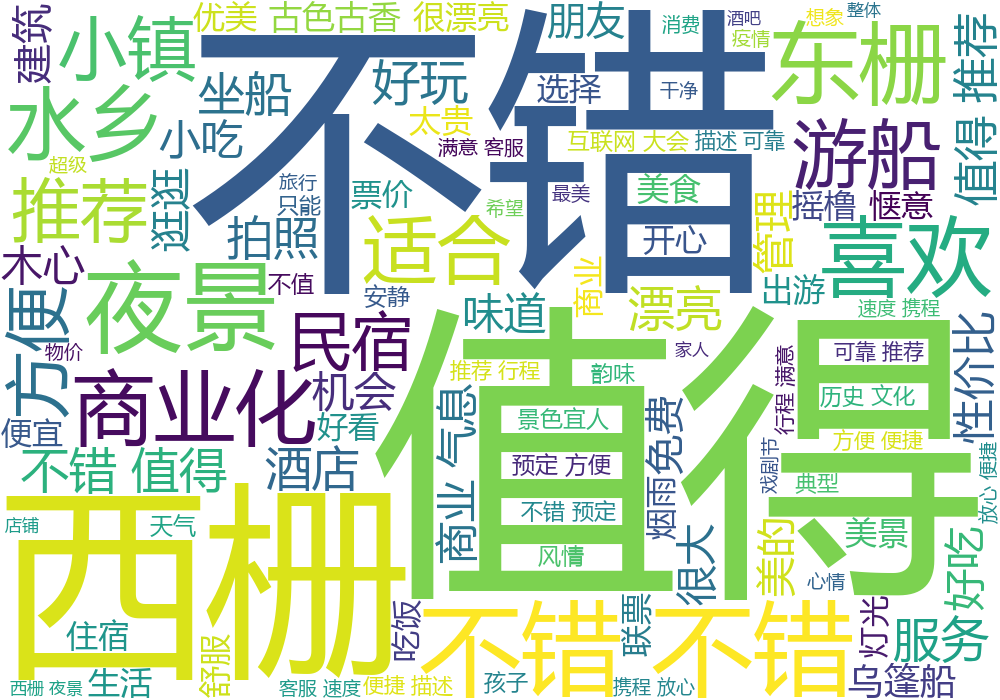 建筑
小镇
优美
古色古香
很漂亮
朋友
消费
酒吧
疫情
想象
整体
不错
东栅
推荐
值得
水乡
坐船
好玩
选择
干净
小吃
太贵
满意 客服
互联网 大会
描述 可靠
游船
超级
推荐
逛逛
旅行
只能
票价
希望
最美
美食
摇橹
惬意
木心
拍照
适合
开心
管理
喜欢
夜景
不值
安静
商业
漂亮
出游
速度 携程
方便
物价
民宿
味道
家人
可靠 推荐
性价比
商业化
机会
推荐 行程
韵味
值得
行程 满意
历史 文化
便宜
好看
气息
景色宜人
免费
方便 便捷
不错 值得
酒店
预定 方便
烟雨
戏剧节
典型
放心 便捷
西栅
店铺
天气
商业
不错 预定
风情
很大
美的
美景
好吃
心情
住宿
舒服
吃饭
不错 不错
联票
灯光
服务
西栅 夜景
生活
客服 速度
便捷 描述
孩子
携程 放心
乌篷船